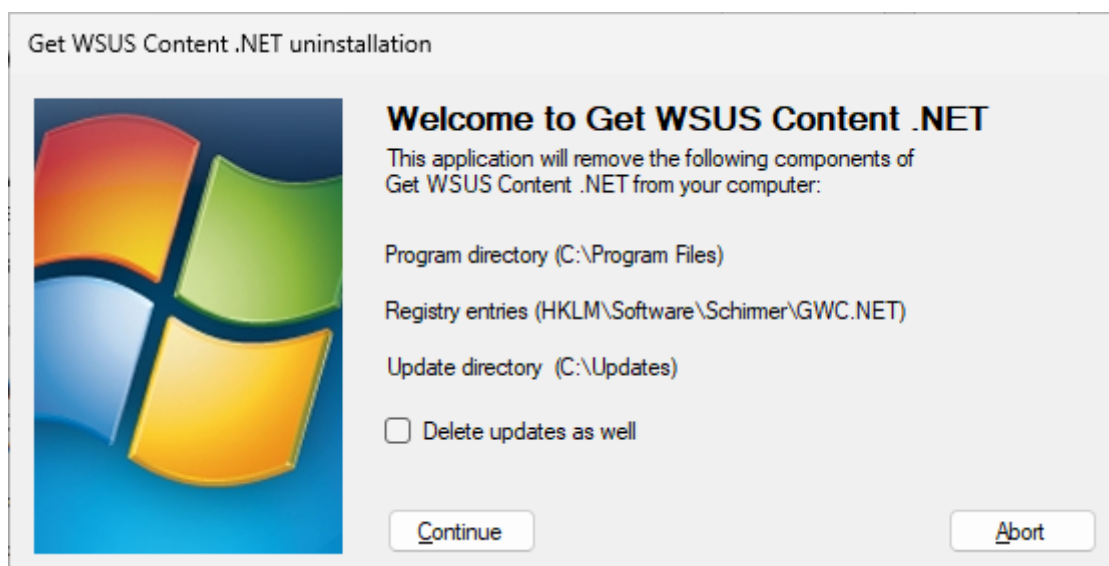 Get WSUS Content .NET uninstallation
Welcome to Get WSUS Content .NET
This application will remove the following components of
Get WSUS Content .NET from your computer:
Program directory (C:\Program Files)
Registry entries (HKLM\Software\Schirmer\GWC.NET)
Update directory  (C:\Updates)
Delete updates as well
Continue
Abort